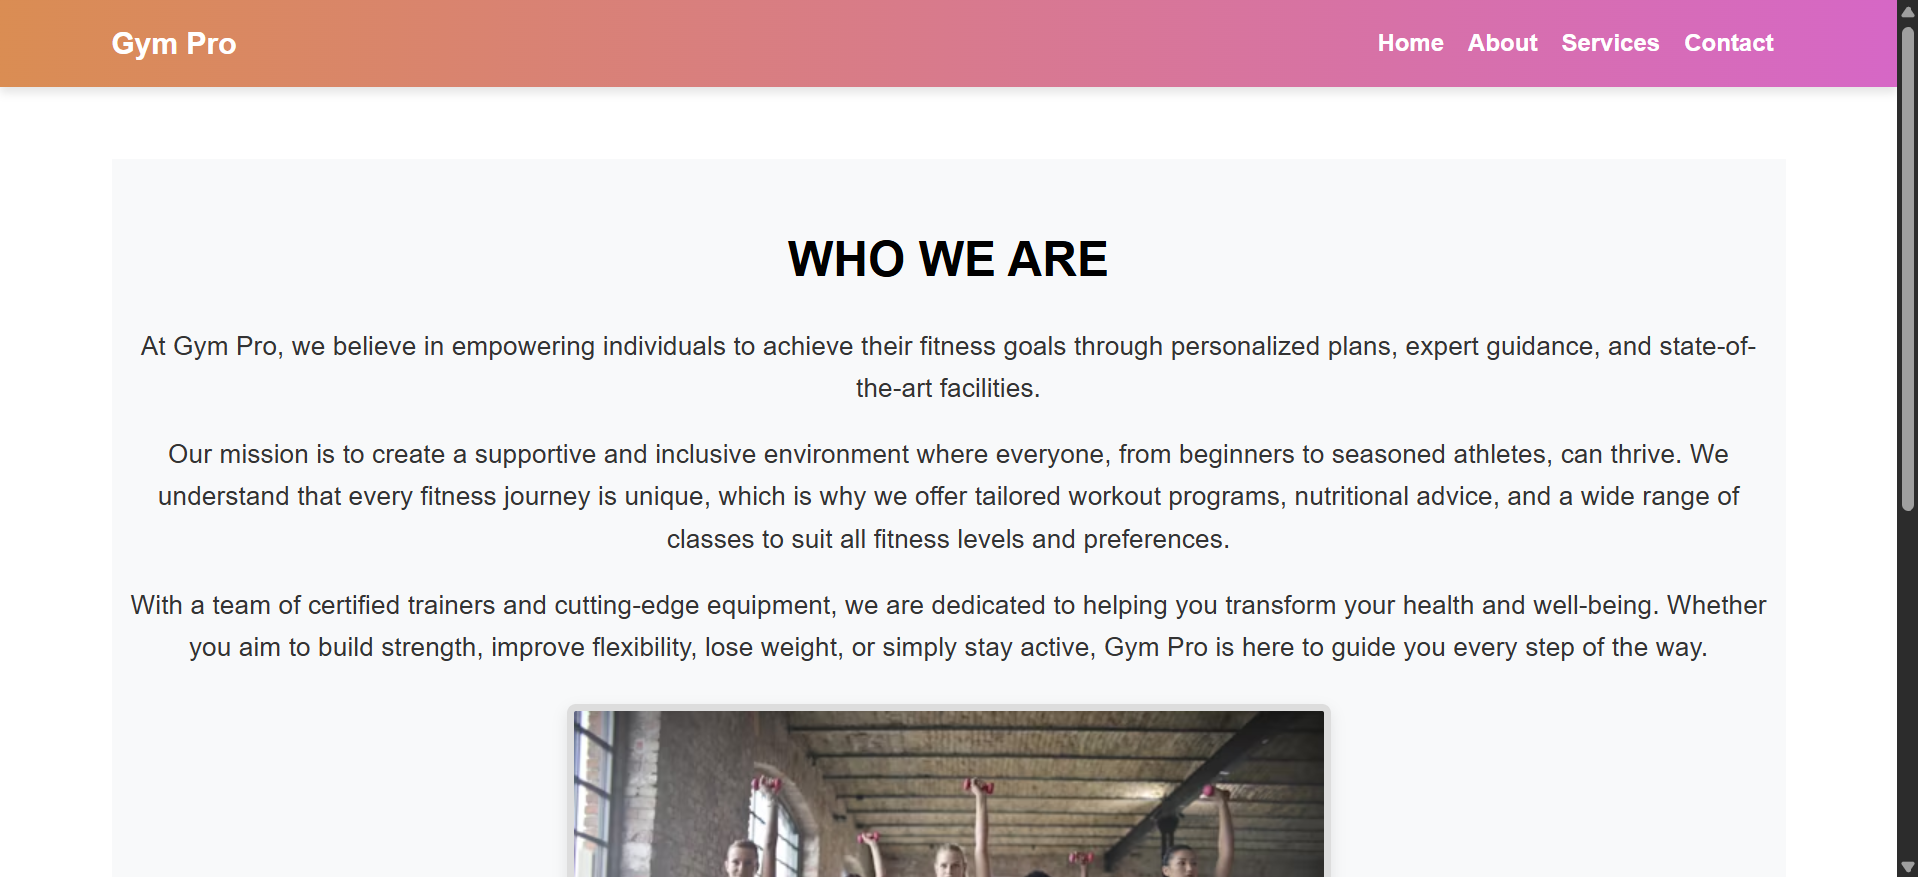 Gym Pro
Home About Services Contact
WHO WE ARE
At Gym Pro, we believe in empowering individuals to achieve their fitness goals through personalized plans, expert guidance, and state-of-
the-art facilities.
Our mission is to create a supportive and inclusive environment where everyone, from beginners to seasoned athletes, can thrive. We
understand that every fitness journey is unique, which is why we offer tailored workout programs, nutritional advice, and a wide range of
classes to suit all fitness levels and preferences.
With a team of certified trainers and cutting-edge equipment, we are dedicated to helping you transform your health and well-being. Whether
you aim to build strength, improve flexibility, lose weight, or simply stay active, Gym Pro is here to guide you every step of the way.